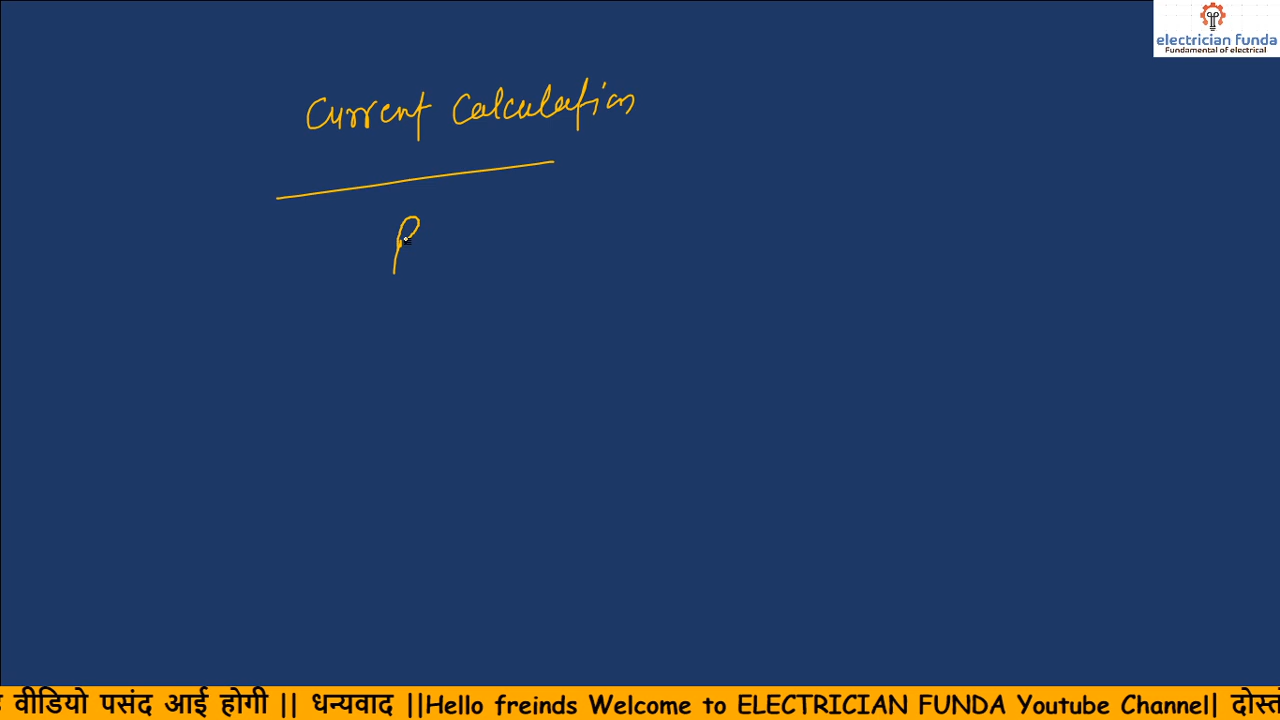 electrician funda
Fundamental of electrical
Current Calculation
P
वीडियो पसंद आई होगी || धन्यवाद ||Hello freinds Welcome to ELECTRICIAN FUNDA Youtube Channel|